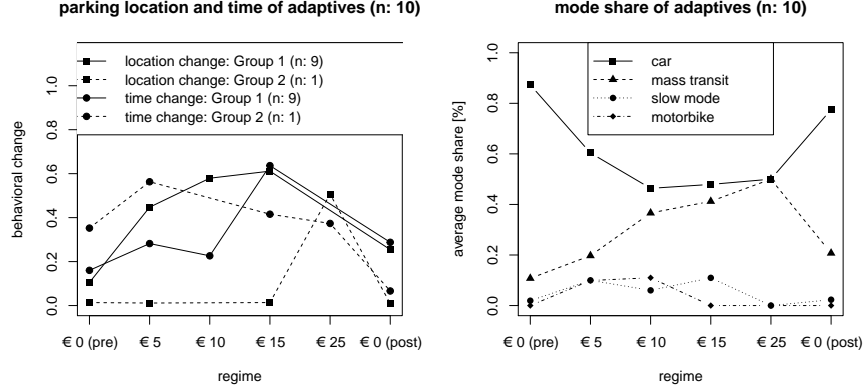 parking location and time of adaptives (n: 10)
location change: Group 1 (n: 9)
location change: Group 2 (n: 1)
time change: Group 1 (n: 9)
time change: Group 2 (n: 1)
behavioral change
1.0
0.8
0.6
0.4
0.2
0.0
€ 0 (pre)
€ 5
€ 10
€ 15
€ 25
€ 0 (post)
regime
mode share of adaptives (n: 10)
car
mass transit
slow mode
motorbike
average mode share [%]
1.0
0.8
0.6
0.4
0.2
0.0
€ 0 (pre)
€ 5
€ 10
€ 15
€ 25
€ 0 (post)
regime